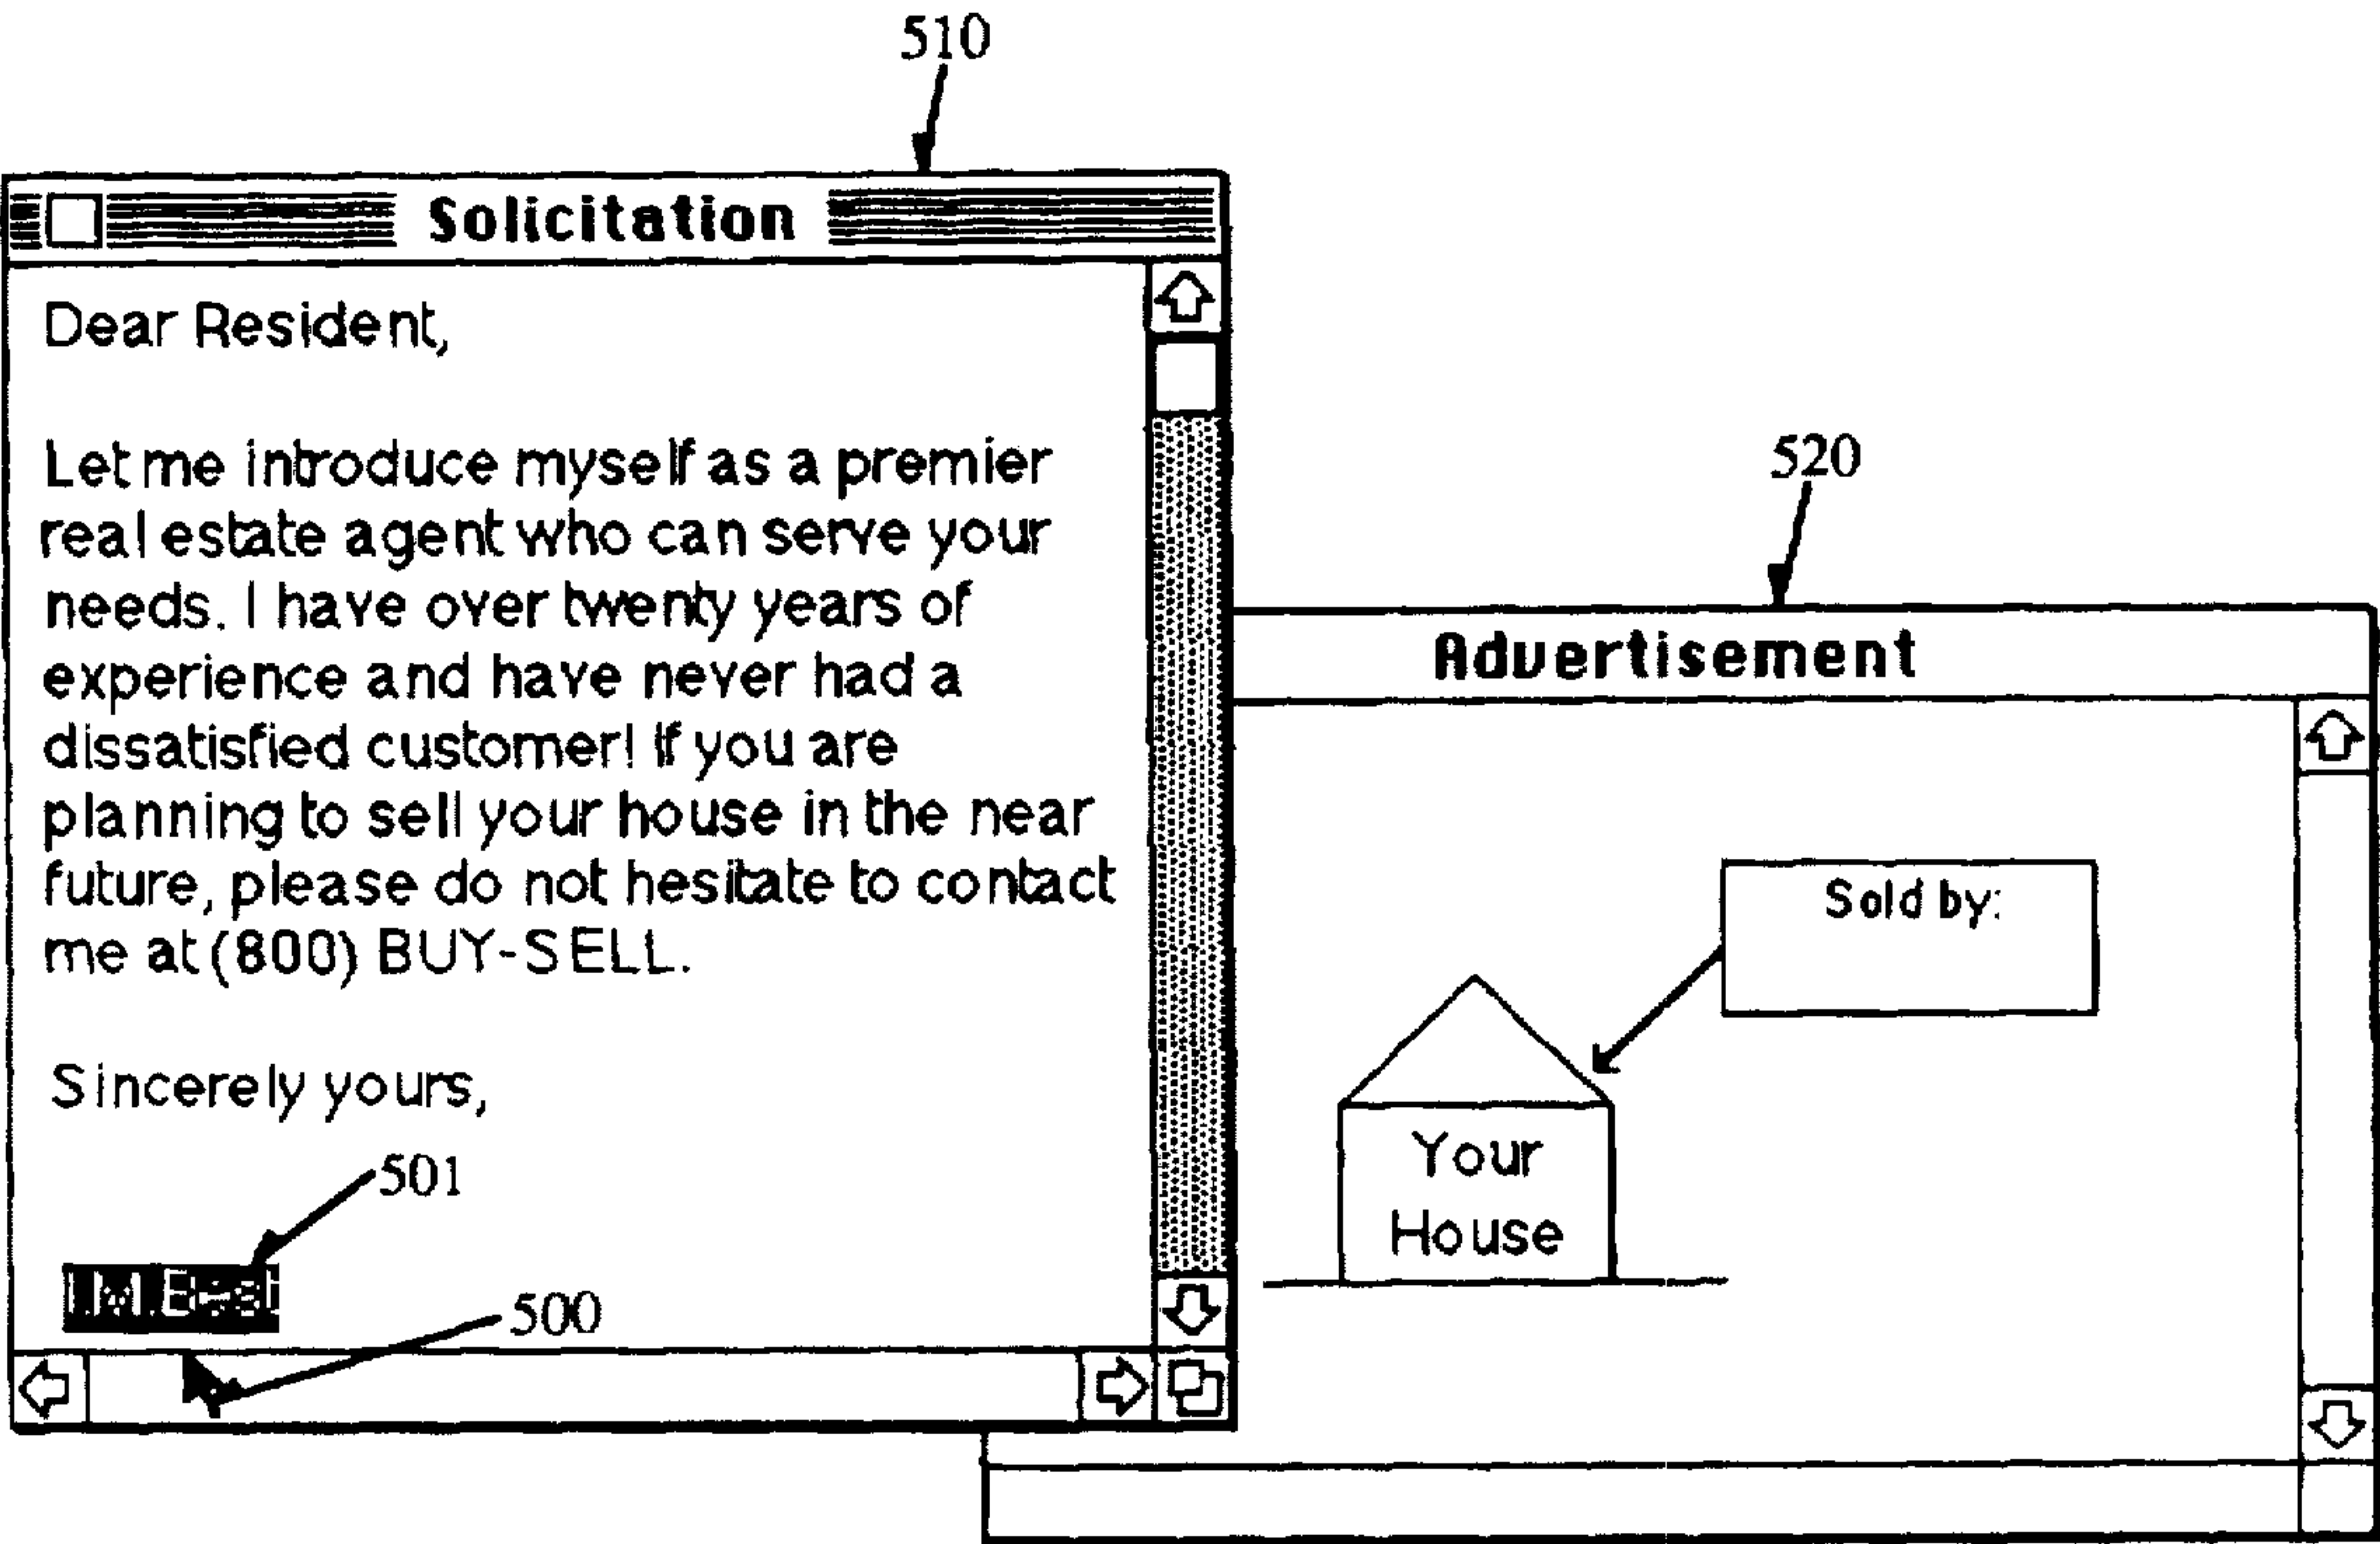 510
Solicitation
Dear Resident,
Let me introduce myself as a premier
real estate agent who can serve your
needs. I have over twenty years of
experience and have never had a
dissatisfied customer! If you are
planning to sell your house in the near
future, please do not hesitate to contact
me at (800) BUY-SELL.
Sincerely yours,
501
I.M.
500
520
Advertisement
Sold by:
Your
House